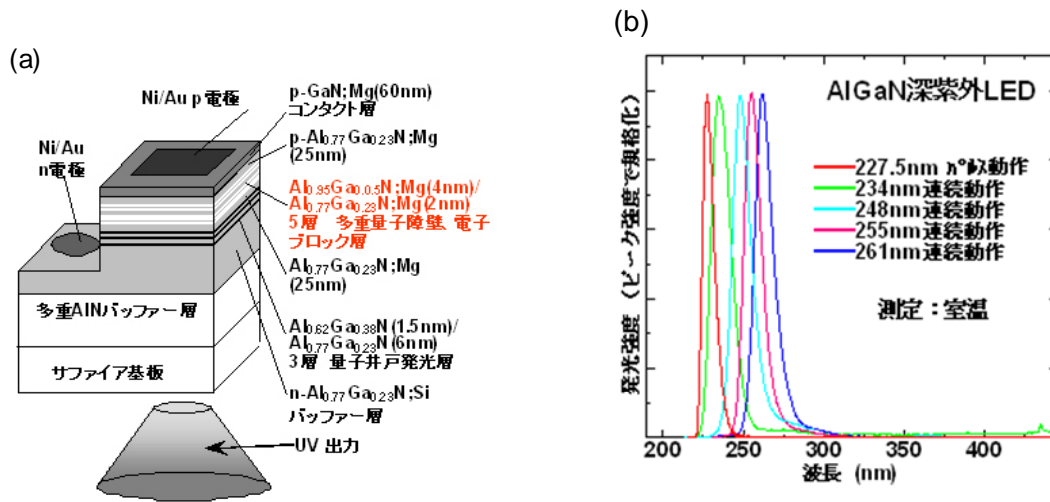 (a)
Ni/Au p 電極
Ni/Au
n電極
p-GaN;Mg(60nm)
コンタクト層
p-Al0.77Ga0.23N;Mg
(25nm)
Al0.95Ga0.0.5N;Mg(4nm)/
Al0.77Ga0.23N;Mg(2nm)
5層 多重量子障壁、電子
ブロック層
Al0.77Ga0.23N;Mg
(25nm)
Al0.62Ga0.38N(1.5nm)/
Al0.77Ga0.23N(6nm)
3層 量子井戸発光層
n-Al0.77Ga0.23N;Si
バッファー層
多重AlNバッファー層
サファイア基板
UV 出力
(b)
AlGaN深紫外LED
227.5nm パルス動作
234nm連続動作
248nm連続動作
255nm連続動作
261nm連続動作
測定:室温
発光強度(ピーク強度で規格化)
200 250 300 350 400
波長 (nm)